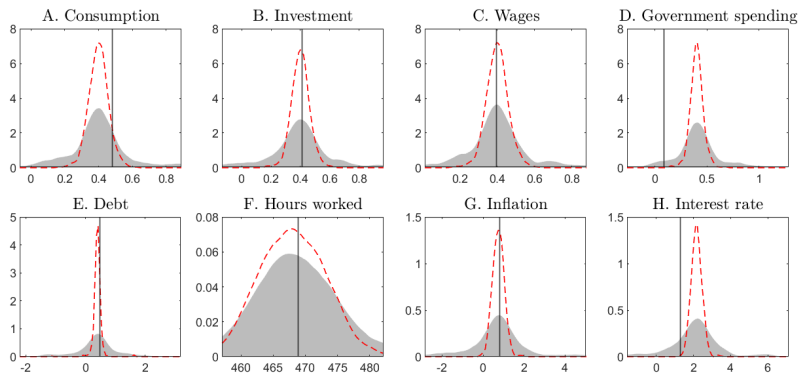 A. Consumption
B. Investment
C. Wages
D. Government spending
8
6
4
2
0
0 0.2 0.4 0.6 0.8
8
6
4
2
0
0 0.2 0.4 0.6 0.8
8
6
4
2
0
0.2 0.4 0.6 0.8
8
6
4
2
0
0 0.5 1
E. Debt
F. Hours worked
G. Inflation
H. Interest rate
5
4
3
2
1
0
-2 0 2
0.08
0.06
0.04
0.02
0
460 465 470 475 480
1.5
1
0.5
0
-2 0 2 4
1.5
1
0.5
0
0 2 4 6